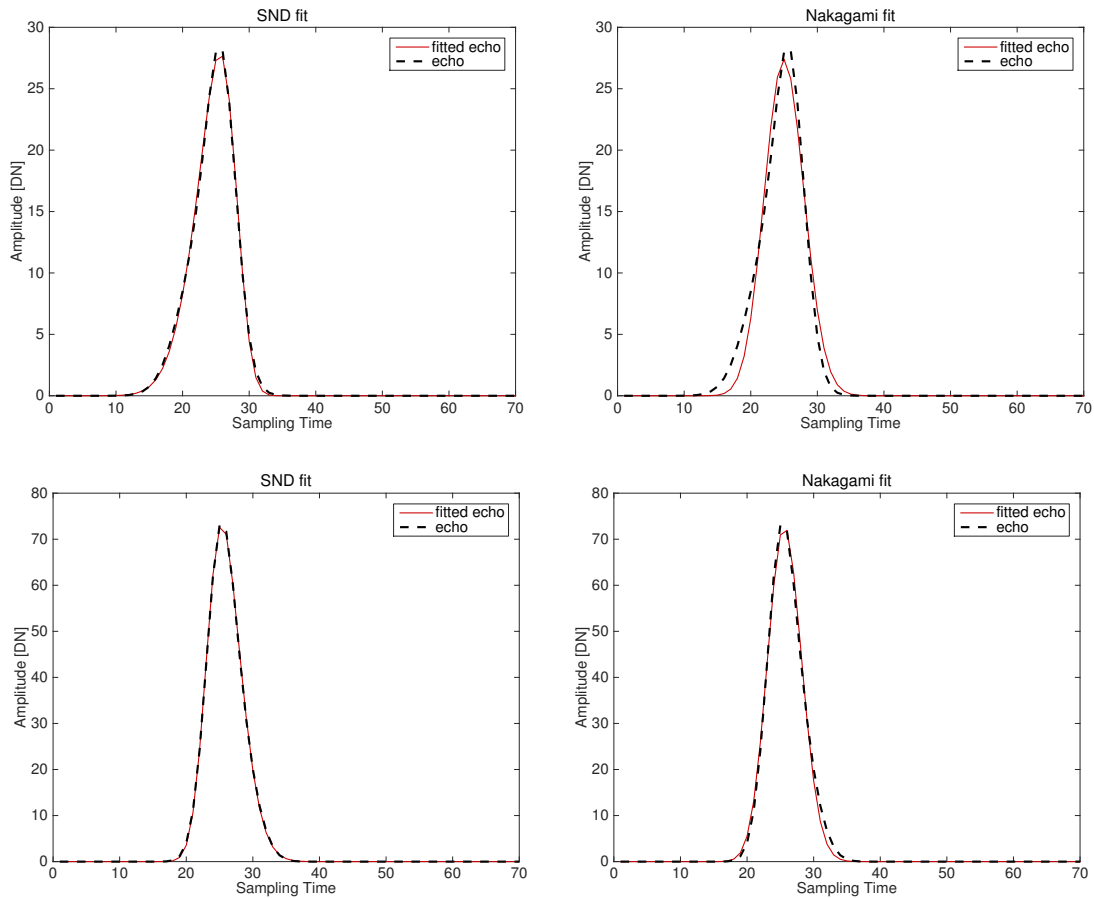 SND fit
30
25
20
15
10
5
0
Amplitude [DN]
fitted echo
echo
0 10 20 30 40 50 60 70
Sampling Time
Nakagami fit
30
25
20
15
10
5
0
Amplitude [DN]
fitted echo
echo
0 10 20 30 40 50 60 70
Sampling Time
SND fit
80
70
60
50
40
30
20
10
0
Amplitude [DN]
fitted echo
echo
0 10 20 30 40 50 60 70
Sampling Time
Nakagami fit
80
70
60
50
40
30
20
10
0
Amplitude [DN]
fitted echo
echo
0 10 20 30 40 50 60 70
Sampling Time